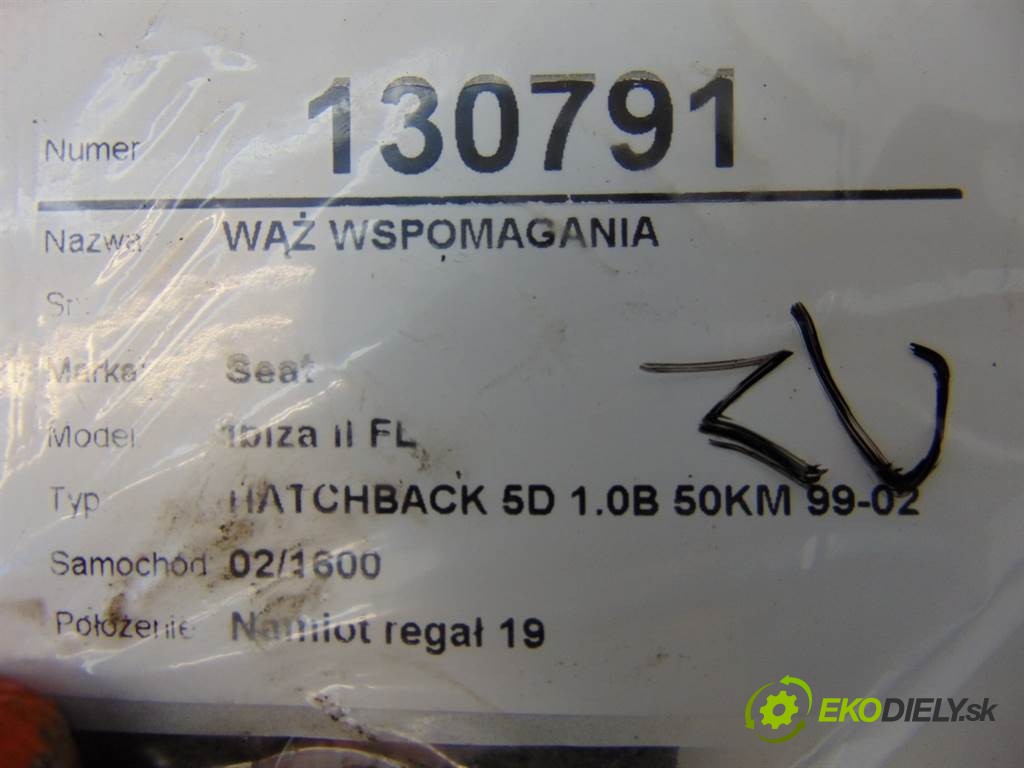 Numer 130791
Nazwa WĄŻ WSPOMAGANIA
Marka: Seat
Model Ibiza II FL
Typ HATCHBACK 5D 1.0B 50KM 99-02
Samochód 02/1600
Położenie Namiot regał 19
EKODIELY.sk